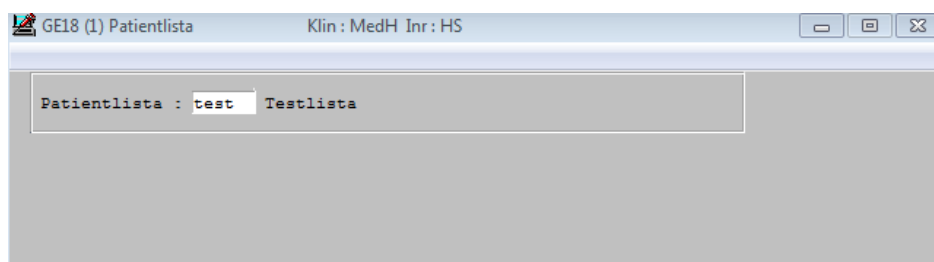 GE18 (1) Patientlista Klin : MedH Inr : HS
Patientlista : test Testlista